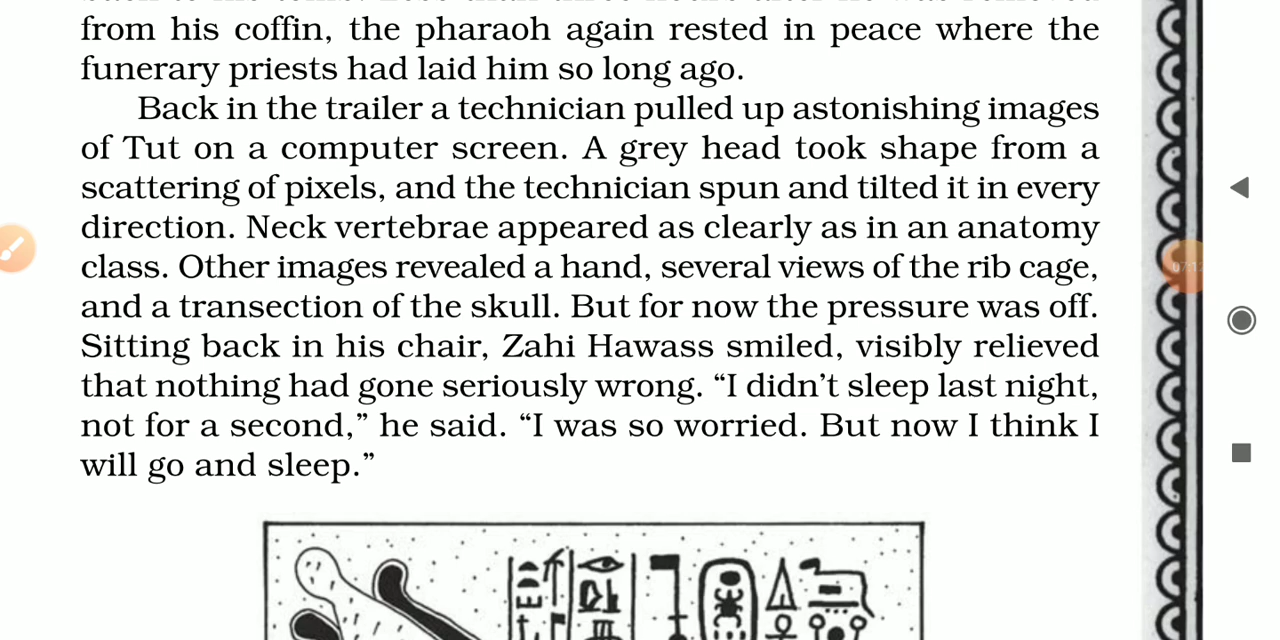 from his coffin, the pharaoh again rested in peace where the
funerary priests had laid him so long ago.
Back in the trailer a technician pulled up astonishing images
of Tut on a computer screen. A grey head took shape from a
scattering of pixels, and the technician spun and tilted it in every
direction. Neck vertebrae appeared as clearly as in an anatomy
class. Other images revealed a hand, several views of the rib cage,
and a transection of the skull. But for now the pressure was off.
Sitting back in his chair, Zahi Hawass smiled, visibly relieved
that nothing had gone seriously wrong. “I didn’t sleep last night,
not for a second,” he said. “I was so worried. But now I think I
will go and sleep.”